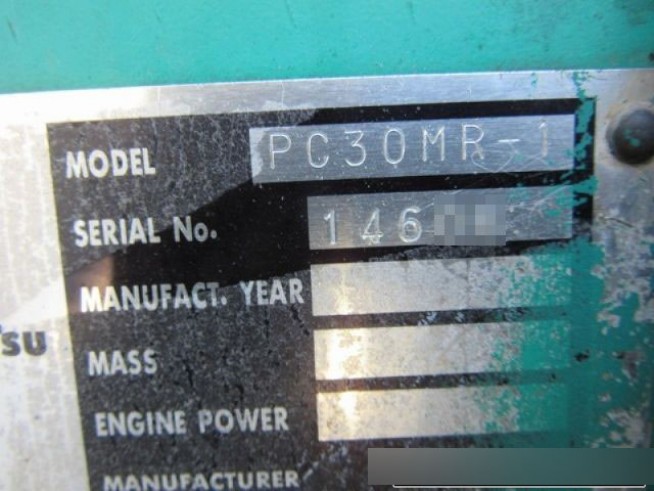 MODEL PC30MR-1
SERIAL No. 146
MANUFACT. YEAR
SU
MASS
ENGINE POWER
MANUFACTURER